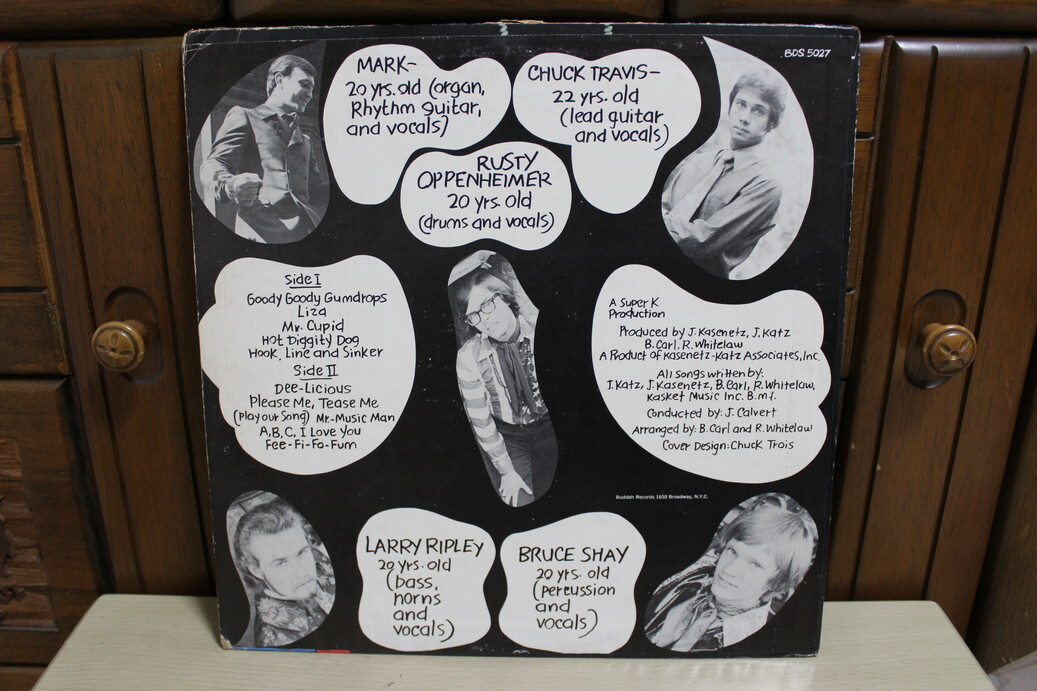 BDS 5027
MARK-
20 yrs. old (organ,
Rhythm guitar,
and vocals)
CHUCK TRAVIS-
22 yrs. old
(lead guitar
and vocals)
RUSTY
OPPENHEIMER
20 yrs. old
(drums and vocals)
Side I
Goody Goody Gumdrops
Liza
Mr. Cupid
Hot Diggity Dog
Hook, Line and Sinker
Side II
Dee-Licious
Please Me, Tease Me
(Play our Song) Mr. Music Man
A,B,C, I Love You
Fee-Fi-Fo-Fum
A Super K
Production
Produced by J. Kasenetz, J. Katz
B. Carl. R. Whitelaw
A Product of Kasenetz-Katz Associates, Inc.
All songs written by:
J. Katz, J. Kasenetz, B. Carl, R. Whitelaw,
Kasket Music Inc. B.m.I.
Conducted by: J. Calvert
Arranged by: B. Carl and R. Whitelaw
Cover Design: Chuck Trois
Buddah Records 1650 Broadway, N.Y.C.
LARRY RIPLEY
20 yrs. old
(bass,
horns
and
vocals)
BRUCE SHAY
20 yrs. old
(percussion
and
vocals)